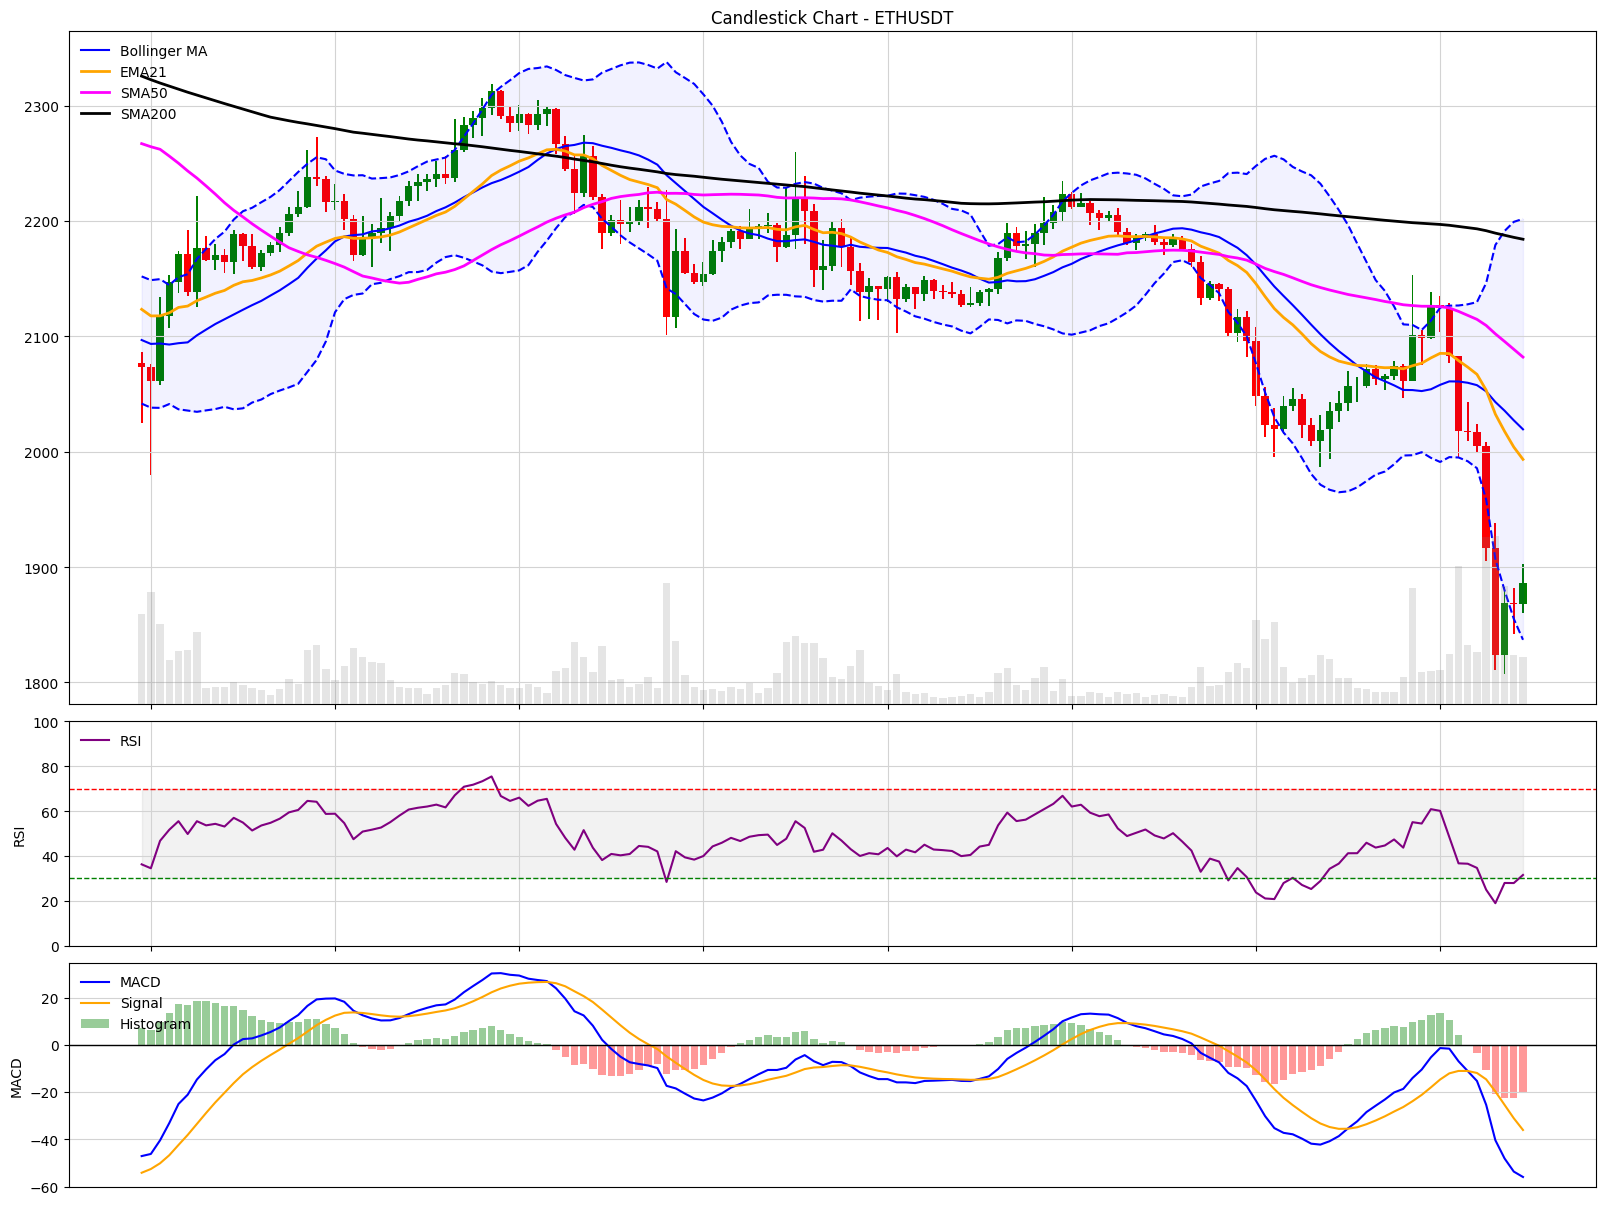 Candlestick Chart - ETHUSDT
Bollinger MA
EMA21
SMA50
SMA200
2300
2200
2100
2000
1900
1800
RSI
100
80
60
40
20
0
RSI
MACD
Signal
Histogram
20
0
−20
−40
−60
MACD